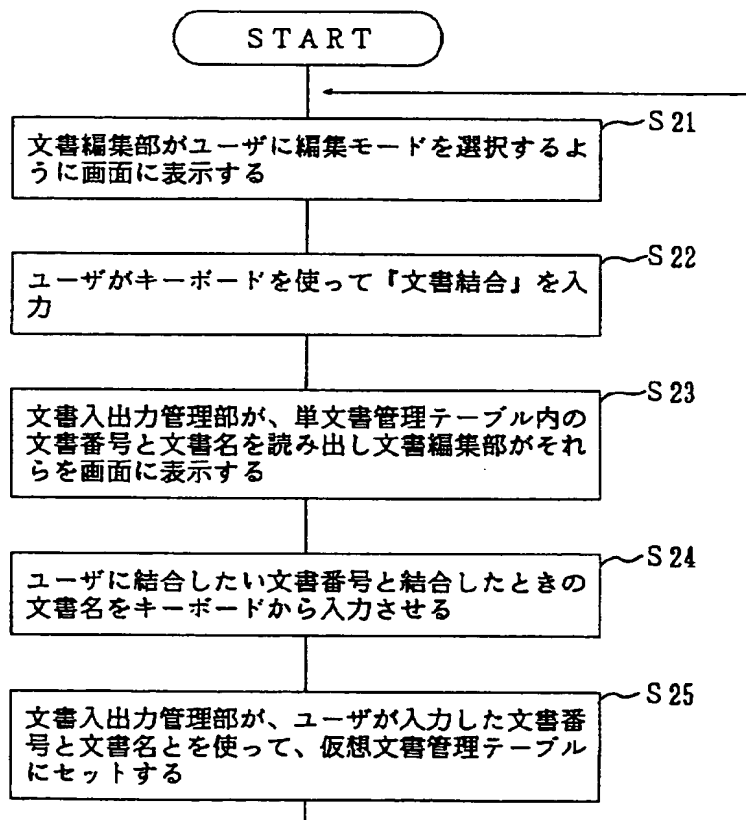 START
S21
文書編集部がユーザに編集モードを選択するよ
うに画面に表示する
S22
ユーザがキーボードを使って『文書結合』を入
力
S23
文書入出力管理部が、単文書管理テーブル内の
文書番号と文書名を読み出し文書編集部がそれ
らを画面に表示する
S24
ユーザに結合したい文書番号と結合したときの
文書名をキーボードから入力させる
S25
文書入出力管理部が、ユーザが入力した文書番
号と文書名とを使って、仮想文書管理テーブル
にセットする